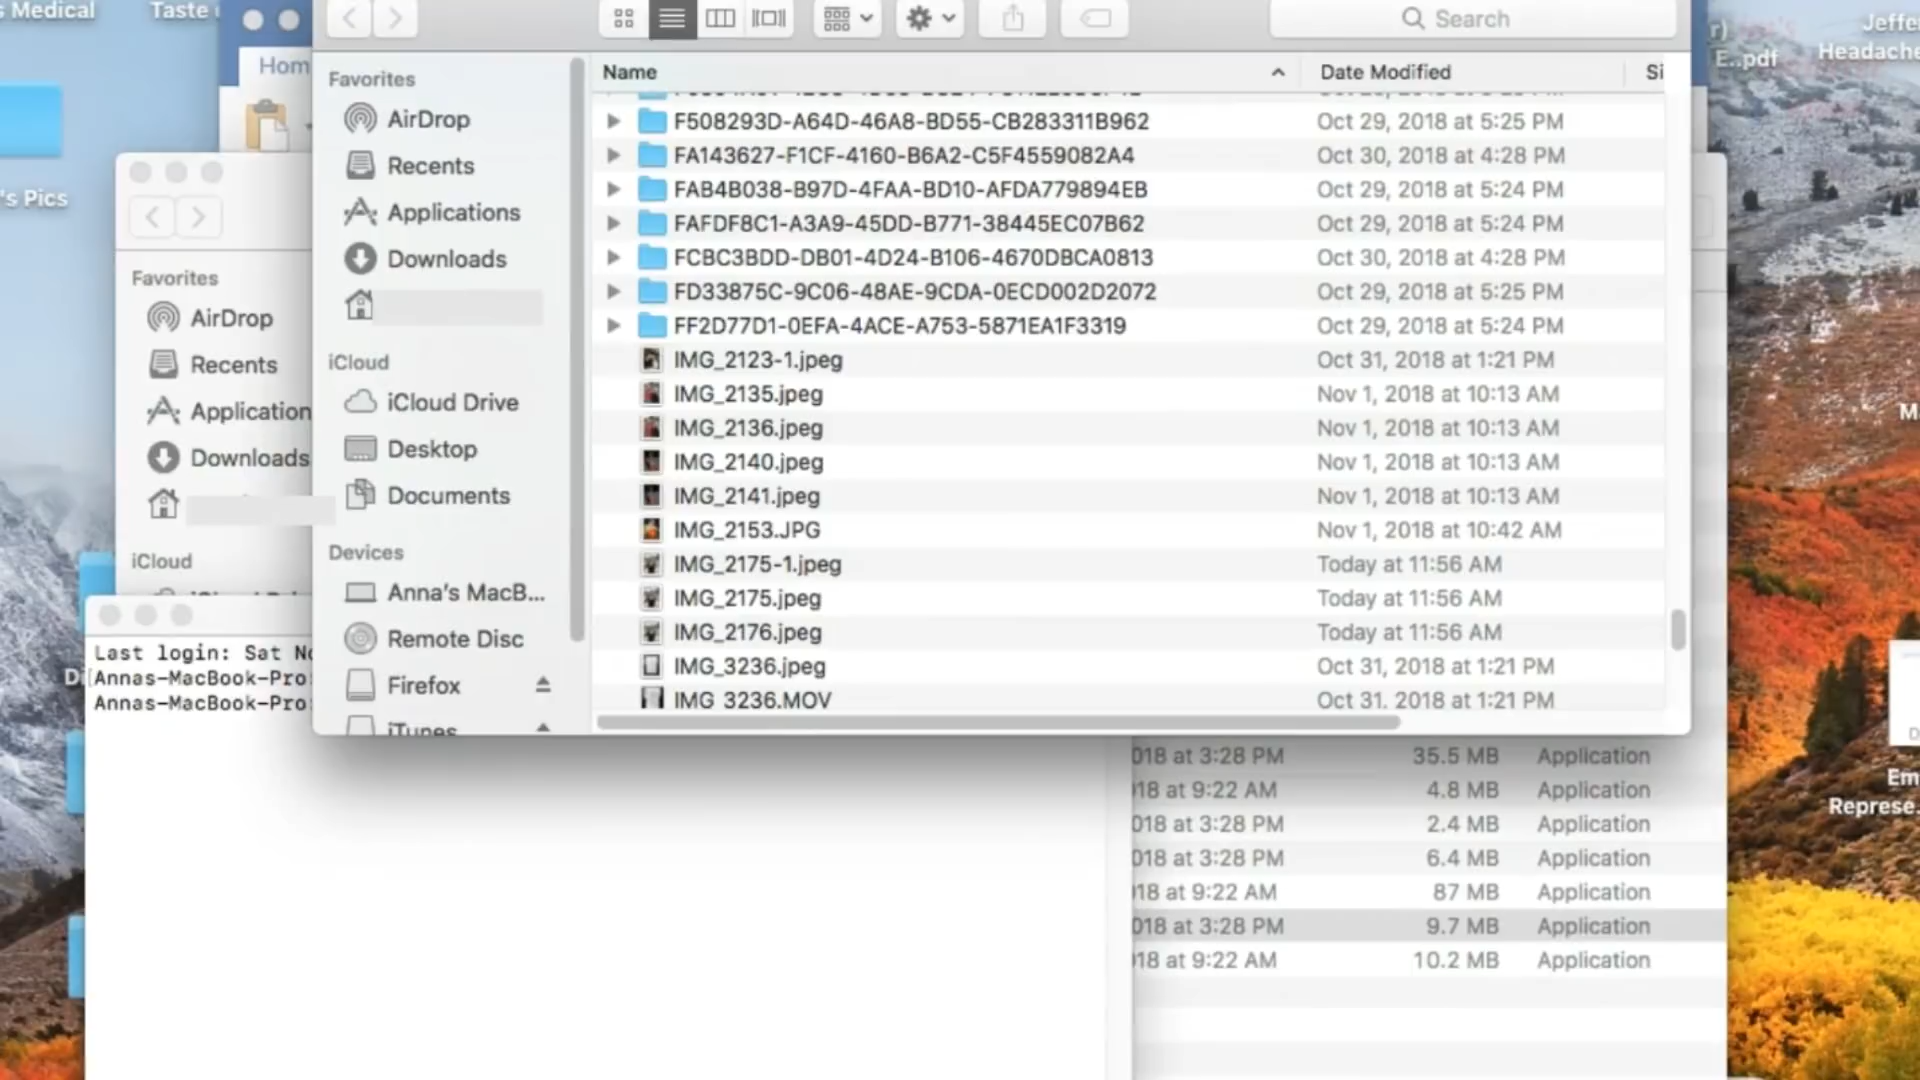 s Medical
Taste
Hom
's Pics
Favorites
AirDrop
Recents
Application
Downloads
iCloud
Last login: Sat No
Annas-MacBook-Pro:
Annas-MacBook-Pro:
Search
Favorites
AirDrop
Recents
Applications
Downloads
iCloud
iCloud Drive
Desktop
Documents
Devices
Anna's MacB...
Remote Disc
Firefox
iTunes
Name Date Modified Si
F508293D-A64D-46A8-BD55-CB283311B962 Oct 29, 2018 at 5:25 PM
FA143627-F1CF-4160-B6A2-C5F4559082A4 Oct 30, 2018 at 4:28 PM
FAB4B038-B97D-4FAA-BD10-AFDA779894EB Oct 29, 2018 at 5:24 PM
FAFDF8C1-A3A9-45DD-B771-38445EC07B62 Oct 29, 2018 at 5:24 PM
FCBC3BDD-DB01-4D24-B106-4670DBCA0813 Oct 30, 2018 at 4:28 PM
FD33875C-9C06-48AE-9CDA-0ECD002D2072 Oct 29, 2018 at 5:25 PM
FF2D77D1-0EFA-4ACE-A753-5871EA1F3319 Oct 29, 2018 at 5:24 PM
IMG_2123-1.jpeg Oct 31, 2018 at 1:21 PM
IMG_2135.jpeg Nov 1, 2018 at 10:13 AM
IMG_2136.jpeg Nov 1, 2018 at 10:13 AM
IMG_2140.jpeg Nov 1, 2018 at 10:13 AM
IMG_2141.jpeg Nov 1, 2018 at 10:13 AM
IMG_2153.JPG Nov 1, 2018 at 10:42 AM
IMG_2175-1.jpeg Today at 11:56 AM
IMG_2175.jpeg Today at 11:56 AM
IMG_2176.jpeg Today at 11:56 AM
IMG_3236.jpeg Oct 31, 2018 at 1:21 PM
IMG_3236.MOV Oct 31, 2018 at 1:21 PM
018 at 3:28 PM 35.5 MB Application
018 at 9:22 AM 4.8 MB Application
018 at 3:28 PM 2.4 MB Application
018 at 3:28 PM 6.4 MB Application
018 at 9:22 AM 87 MB Application
018 at 3:28 PM 9.7 MB Application
018 at 9:22 AM 10.2 MB Application
E..pdf
Jeffer
Headache
M
Em
Represe.